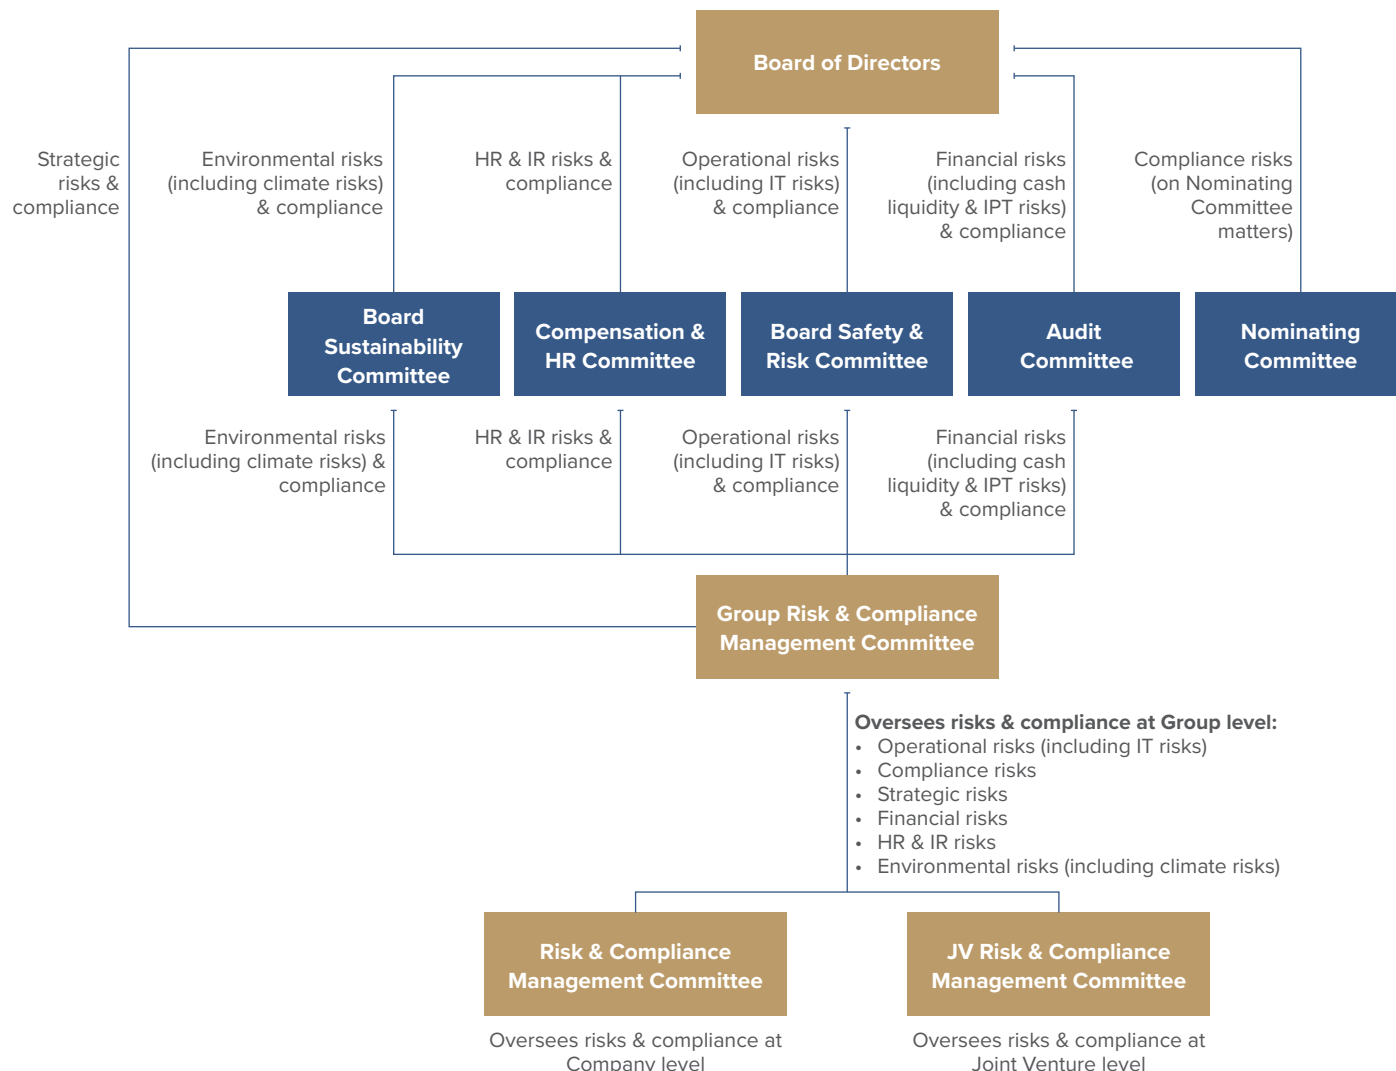 Board of Directors
Strategic
risks &
compliance
Environmental risks
(including climate risks)
& compliance
HR & IR risks &
compliance
Operational risks
(including IT risks)
& compliance
Financial risks
(including cash
liquidity & IPT risks)
& compliance
Compliance risks
(on Nominating
Committee
matters)
Board
Sustainability
Committee
Compensation &
HR Committee
Board Safety &
Risk Committee
Audit
Committee
Nominating
Committee
Environmental risks
(including climate risks) &
compliance
HR & IR risks &
compliance
Operational risks
(including IT risks)
& compliance
Financial risks
(including cash
liquidity & IPT risks)
& compliance
Group Risk & Compliance
Management Committee
Oversees risks & compliance at Group level:
• Operational risks (including IT risks)
• Compliance risks
• Strategic risks
• Financial risks
• HR & IR risks
• Environmental risks (including climate risks)
Risk & Compliance
Management Committee
JV Risk & Compliance
Management Committee
Oversees risks & compliance at
Company level
Oversees risks & compliance at
Joint Venture level